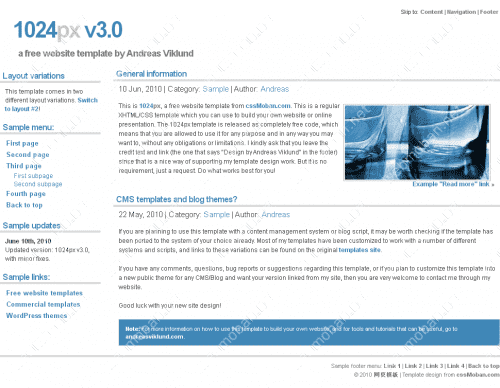 Skip to: Content | Navigation | Footer
1024px v3.0
a free website template by Andreas Viklund
Layout variations
This template comes in two
different layout variations. Switch
to layout #2!
Sample menu:
First page
Second page
Third page
First subpage
Second subpage
Fourth page
Back to top
Sample updates
June 10th, 2010
Updated version: 1024px v3.0,
with micor fixes.
Sample links:
Free website templates
Commercial templates
WordPress themes
General information
10 Jun, 2010 | Category: Sample | Author: Andreas
This is 1024px, a free website template from cssMoban.com. This is a regular
XHTML/CSS template which you can use to build your own website or online
presentation. The 1024px template is released as completely free code, which
means that you are allowed to use it for any purpose and in any way you may
want to, without any obligations or limitations. I kindly ask that you leave the
credit text and link (the one that says "Design by Andreas Viklund" in the footer)
since that is a nice way of supporting my template design work. But it is no
requirement, just a request. Do what works best for you!
Example "Read more" link »
CMS templates and blog themes?
22 May, 2010 | Category: Sample | Author: Andreas
If you are planning to use this template with a content management system or blog script, it may be worth checking if the template has
been ported to the system of your choice already. Most of my templates have been customized to work with a number of different
systems and scripts, and links to these variations can be found on the original templates site.
If you have any comments, questions, bug reports or suggestions regarding this template, or if you plan to customize this template into
a new public theme for any CMS/Blog and want your version linked from my site, then you are very welcome to contact me through my
website.
Good luck with your new site design!
Note: For more information on how to use this template to build your own website, and for tools and tutorials that can be useful, go to
andreasviklund.com.
Sample footer menu: Link 1 | Link 2 | Link 3 | Link 4 | Back to top
© 2010 网页模板 | Template design from cssMoban.com